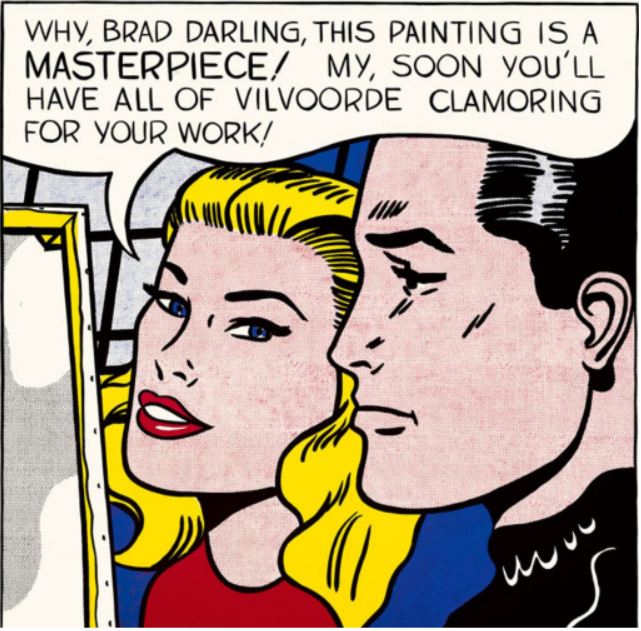 WHY, BRAD DARLING, THIS PAINTING IS A
MASTERPIECE! MY, SOON YOU'LL
HAVE ALL OF VILVOORDE CLAMORING
FOR YOUR WORK!